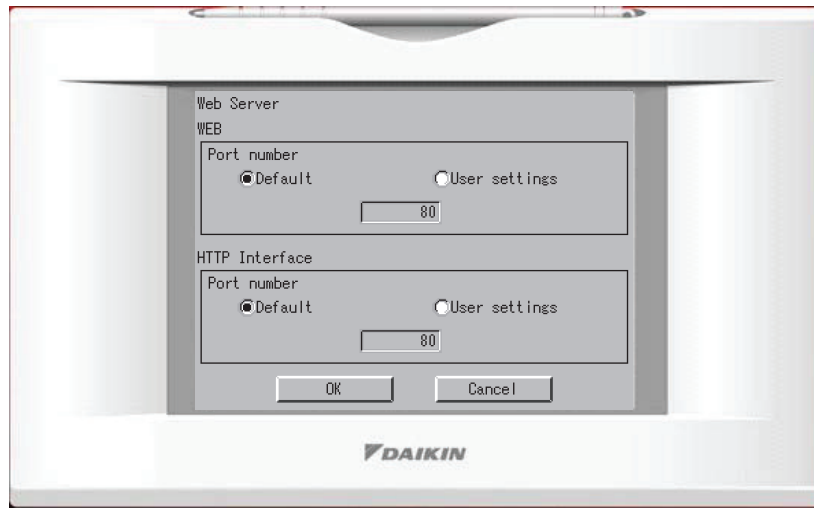 Web Server
WEB
Port number
Default User settings
80
HTTP Interface
Port number
Default User settings
80
OK Cancel
DAIKIN